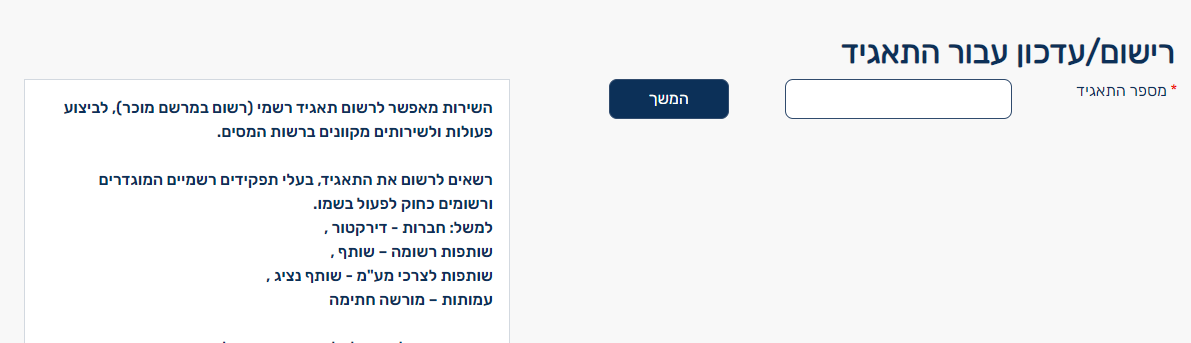 רישום/עדכון עבור התאגיד
* מספר התאגיד
המשך
השירות מאפשר לרשום תאגיד רשמי (רשום במרשם מוכר), לביצוע
פעולות ולשירותים מקוונים ברשות המסים.
רשאים לרשום את התאגיד, בעלי תפקידים רשמיים המוגדרים
ורשומים כחוק לפעול בשמו.
למשל: חברות - דירקטור ,
שותפות רשומה – שותף ,
שותפות לצרכי מע"מ - שותף נציג ,
עמותות – מורשה חתימה